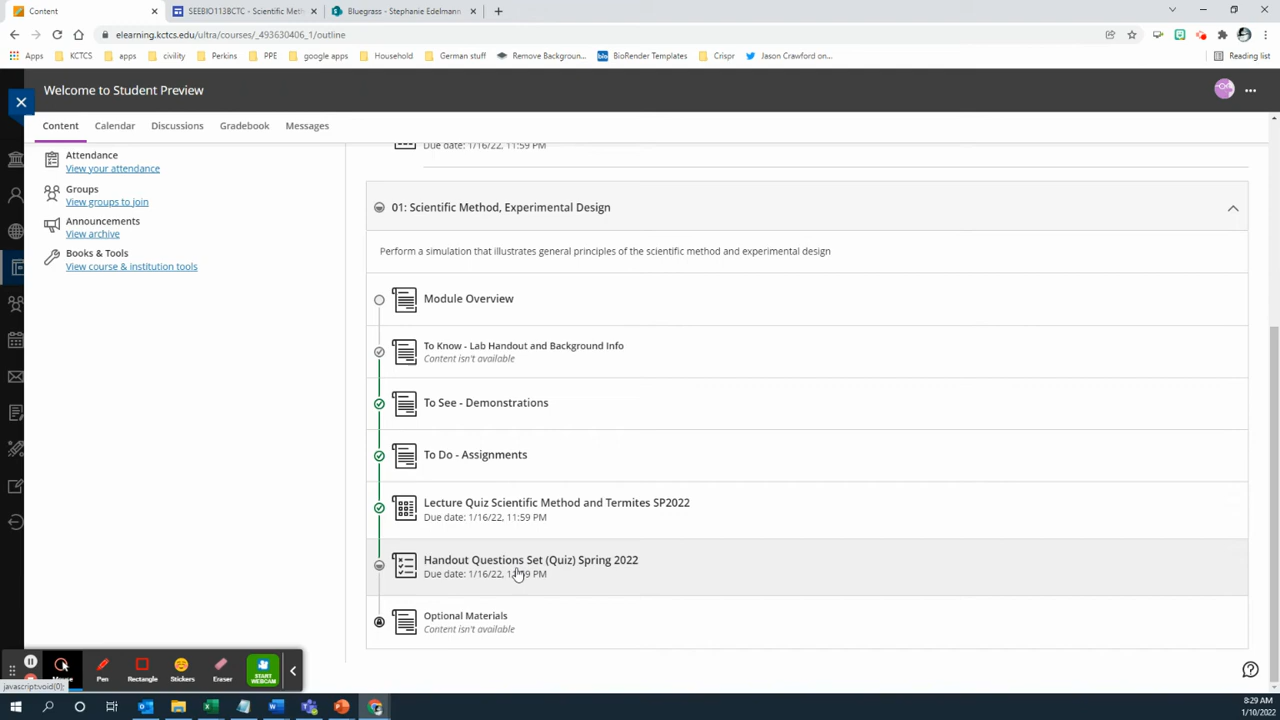 Content
SEEBIO113BCTC - Scientific Meth
Bluegrass - Stephanie Edelmann
elearning.kctcs.edu/ultra/courses/_493630406_1/outline
Apps
KCTCS
apps
civility
Perkins
PPE
google apps
Household
German stuff
Remove Backgroun...
bio
BioRender Templates
Crispr
Jason Crawford on...
Reading list
Welcome to Student Preview
Content
Calendar
Discussions
Gradebook
Messages
Attendance
View your attendance
Groups
View groups to join
Announcements
View archive
Books & Tools
View course & institution tools
Due date: 1/16/22, 11:59 PM
01: Scientific Method, Experimental Design
Perform a simulation that illustrates general principles of the scientific method and experimental design
Module Overview
To Know - Lab Handout and Background Info
Content isn't available
To See - Demonstrations
To Do - Assignments
Lecture Quiz Scientific Method and Termites SP2022
Due date: 1/16/22, 11:59 PM
Handout Questions Set (Quiz) Spring 2022
Due date: 1/16/22, PM
Optional Materials
Content isn't available
Mouse
Pen
Rectangle
Stickers
Eraser
START
WEBCAM
javascript:void(0);
8:29 AM
1/10/2022